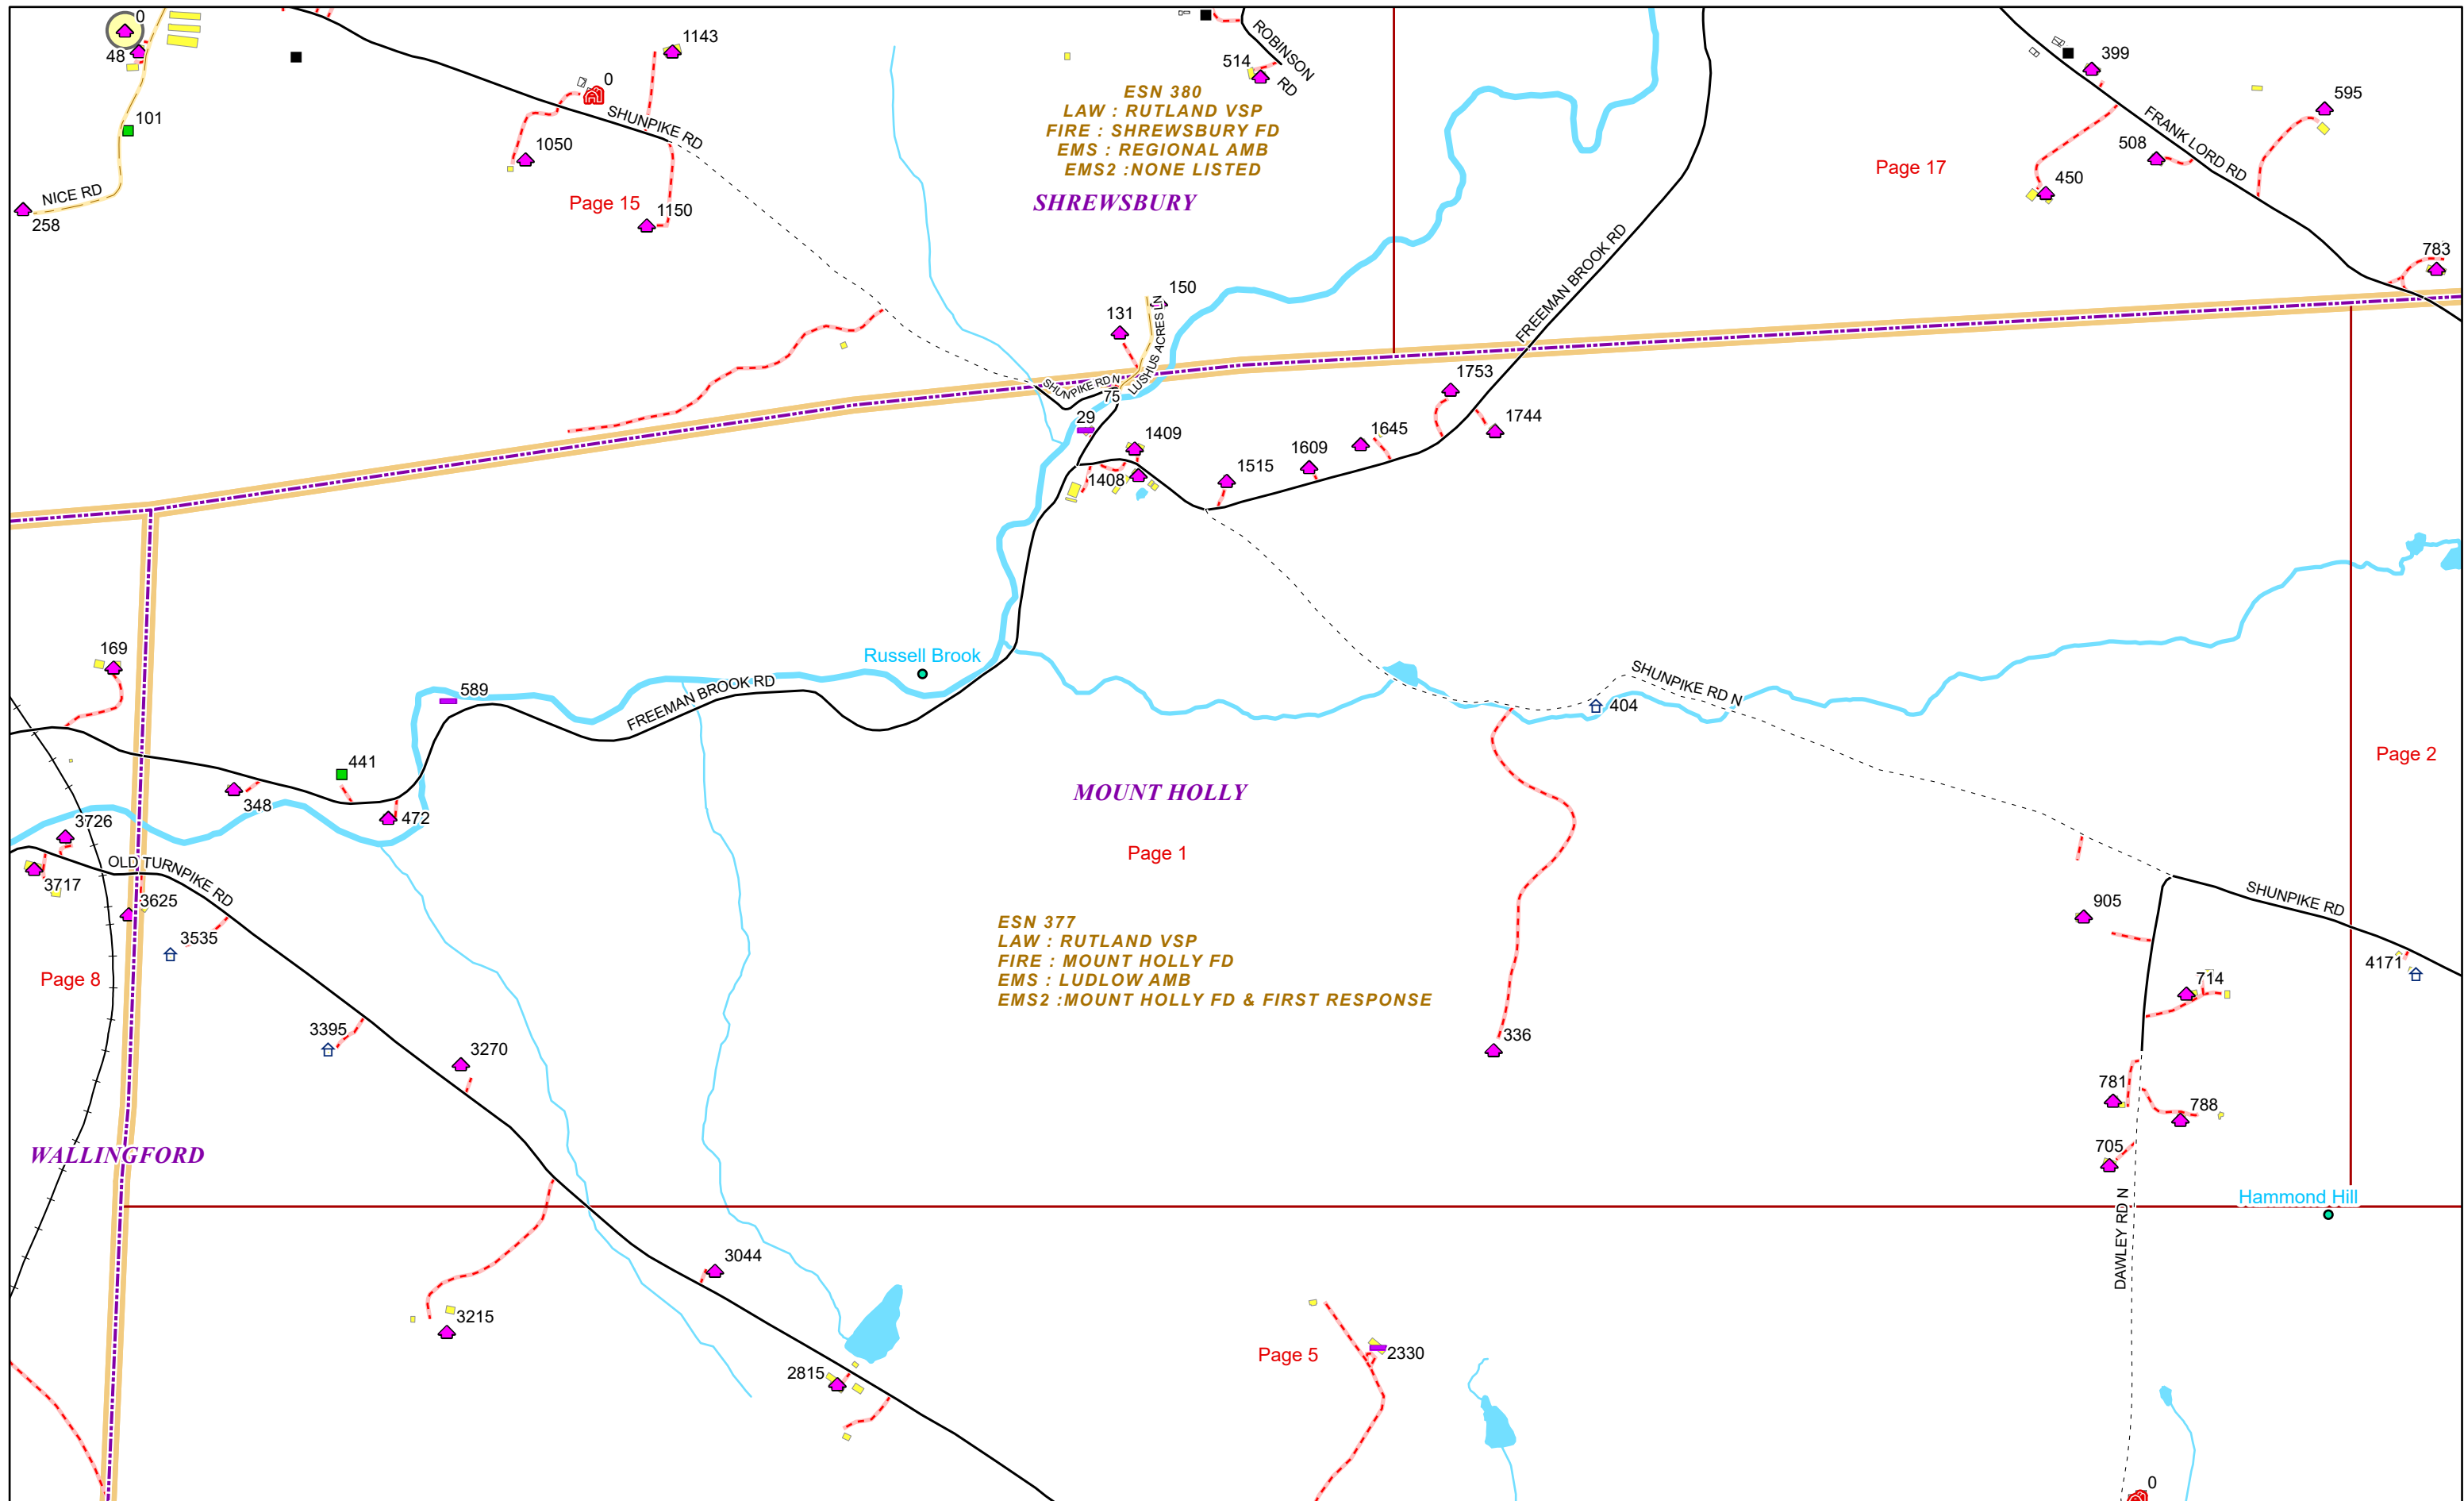 0
48
101
NICE RD
258
1143
0
SHUNPIKE RD
1050
Page 15
1150
ROBINSON
RD
514
ESN 380
LAW : RUTLAND VSP
FIRE : SHREWSBURY FD
EMS : REGIONAL AMB
EMS2 :NONE LISTED
SHREWSBURY
399
595
FRANK LORD RD
508
Page 17
450
783
FREEMAN BROOK RD
150
131
LUSHUS ACRES LN
SHUNPIKE RD N
75
29
1753
1744
1409
1645
1609
1515
1408
169
Russell Brook
589
FREEMAN BROOK RD
SHUNPIKE RD N
404
441
348
472
MOUNT HOLLY
Page 2
3726
Page 1
OLD TURNPIKE RD
3717
3625
3535
SHUNPIKE RD
905
ESN 377
LAW : RUTLAND VSP
FIRE : MOUNT HOLLY FD
EMS : LUDLOW AMB
EMS2 :MOUNT HOLLY FD & FIRST RESPONSE
4171
Page 8
714
3395
3270
336
781
788
705
WALLINGFORD
Hammond Hill
DAWLEY RD N
3044
3215
2815
Page 5
2330
0